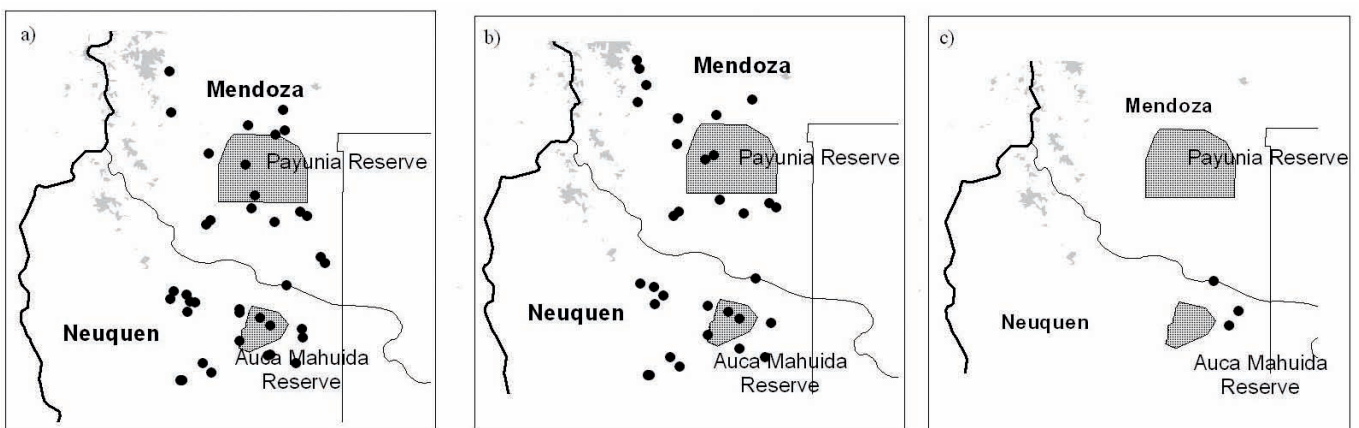 a)
Mendoza
Payunia Reserve
Neuquen
Auca Mahuida
Reserve
b)
Mendoza
Payunia Reserve
Neuquen
Auca Mahuida
Reserve
c)
Mendoza
Payunia Reserve
Neuquen
Auca Mahuida
Reserve